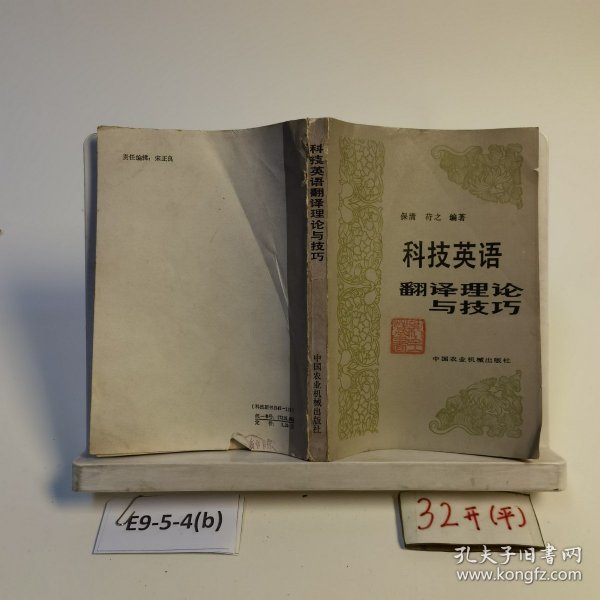 责任编辑：宋正良
科技英语翻译理论与技巧
中国农业机械出版社
保清 苻之 编著
科技英语
翻译理论
与技巧
中国农业机械出版社
定价：
E9-5-4(b)
32开(平)
孔夫子旧书网
www.kongfz.com